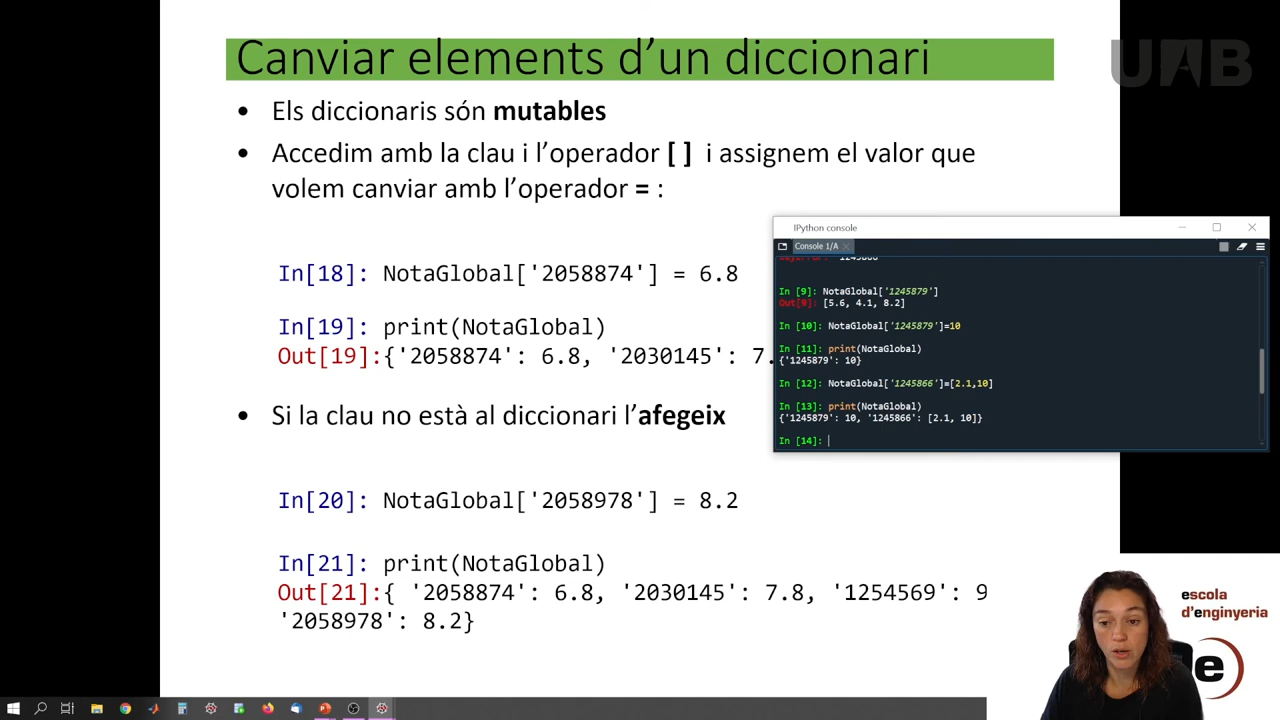 Canviar elements d'un diccionari
UAB
• Els diccionaris són mutables
• Accedim amb la clau i l'operador [ ] i assignem el valor que
volem canviar amb l'operador = :
In[18]: NotaGlobal['2058874'] = 6.8
In[19]: print(NotaGlobal)
Out[19]:{'2058874': 6.8, '2030145': 7.
• Si la clau no està al diccionari l'afegeix
In[20]: NotaGlobal['2058978'] = 8.2
In[21]: print(NotaGlobal)
Out[21]:{ '2058874': 6.8, '2030145': 7.8, '1254569': 9
'2058978': 8.2}
IPython console
Console 1/A
In [9]: NotaGlobal['1245879']
Out[9]: [5.6, 4.1, 8.2]
In [10]: NotaGlobal['1245879']=10
In [11]: print(NotaGlobal)
{'1245879': 10}
In [12]: NotaGlobal['1245866']=[2.1,10]
In [13]: print(NotaGlobal)
{'1245879': 10, '1245866': [2.1, 10]}
In [14]:
escola
d'enginyeria
e